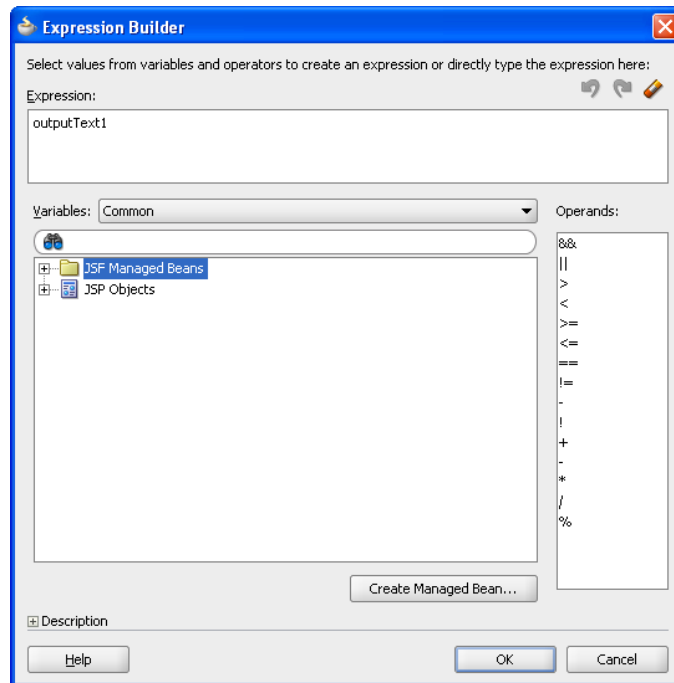 Expression Builder
Select values from variables and operators to create an expression or directly type the expression here:
Expression:
outputText1
Variables: Common
Operands:
JSF Managed Beans
JSP Objects
&&
||
>
<
>=
<=
==
!=
-
!
+
-
*
/
%
Create Managed Bean...
Description
Help
OK
Cancel